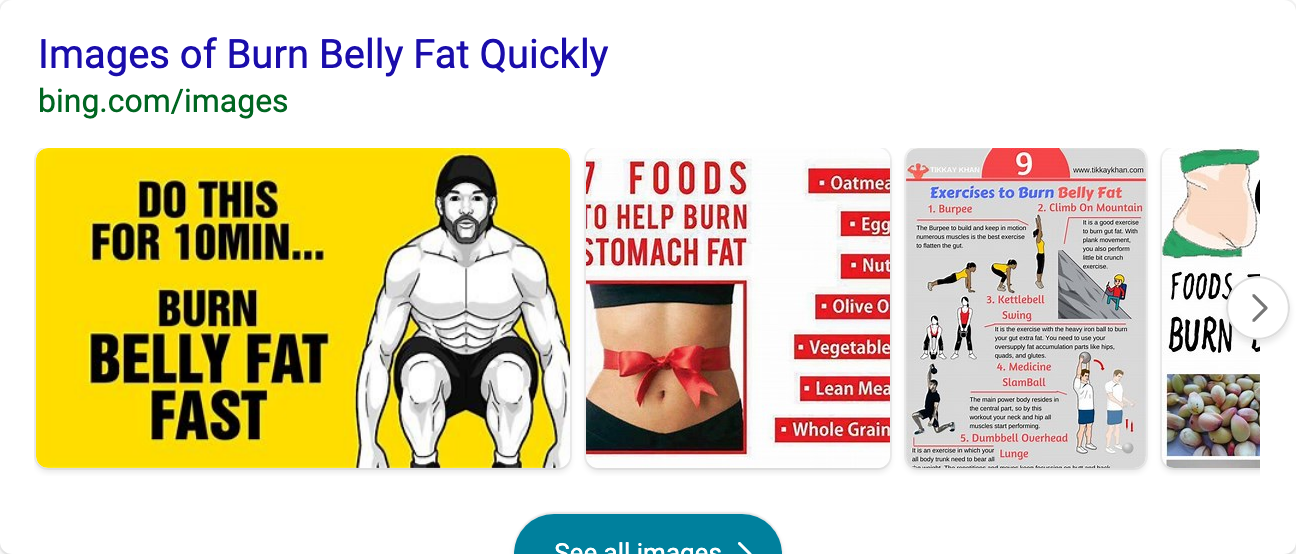 Images of Burn Belly Fat Quickly
bing.com/images
DO THIS
FOR 10MIN...
BURN
BELLY FAT
FAST
7 FOODS
TO HELP BURN
STOMACH FAT
▪ Oatmea
▪ Egg
▪ Nut
▪ Olive O
▪ Vegetable
▪ Lean Mea
▪ Whole Grain
TIKKAY KHAN
9
www.tikkaykhan.com
Exercises to Burn Belly Fat
1. Burpee
The Burpee to build and keep in motion
numerous muscles is the best exercise
to flatten the gut.
2. Climb On Mountain
It is a good exercise
to burn gut fat. With
plank movement,
you also perform
little bit crunch
exercise.
3. Kettlebell
Swing
It is the exercise with the heavy iron ball to burn
your gut extra fat. You need to use your
oversupply fat accumulation parts like hips,
quads, and glutes.
4. Medicine
SlamBall
The main power body resides in
the central part, so by this
workout your neck and hip all
muscles start performing.
5. Dumbbell Overhead
Lunge
It is an exercise in which your
all body trunk need to bear all
FOODS
BURN
See all images